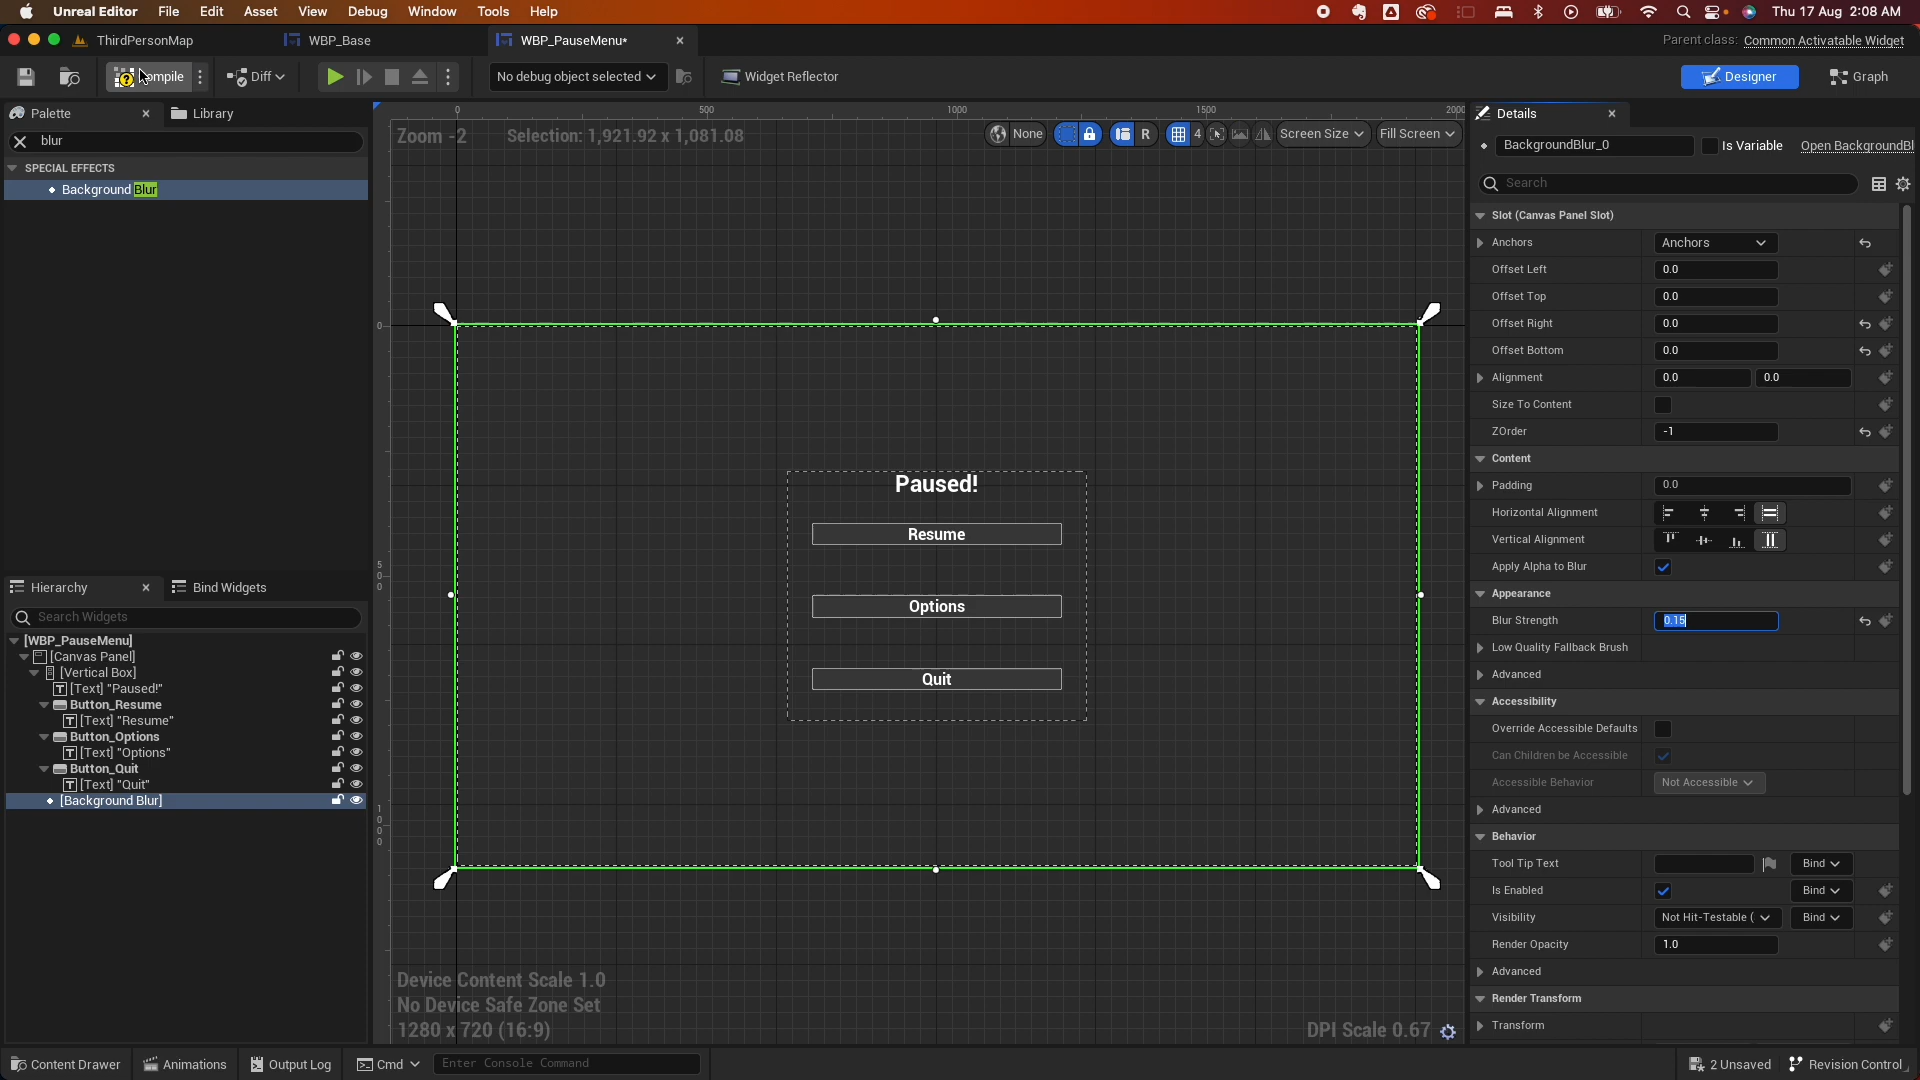 Unreal Editor File Edit Asset View Debug Window Tools Help Thu 17 Aug 2:08 AM
ThirdPersonMap WBP_Base WBP_PauseMenu* Parent class: Common Activatable Widget
Diff No debug object selected Widget Reflector Designer Graph
Palette Library
blur
SPECIAL EFFECTS
Background Blur
Hierarchy Bind Widgets
Search Widgets
[WBP_PauseMenu]
[Canvas Panel]
[Vertical Box]
[Text] "Paused!"
Button_Resume
[Text] "Resume"
Button_Options
[Text] "Options"
Button_Quit
[Text] "Quit"
[Background Blur]
0 500 1000 1500 2000
Zoom -2 Selection: 1,921.92 x 1,081.08 None R 4 Screen Size Fill Screen
0
500
1000
Paused!
Resume
Options
Quit
Device Content Scale 1.0
No Device Safe Zone Set
1280 x 720 (16:9) DPI Scale 0.67
Details
BackgroundBlur_0 Is Variable Open BackgroundBl
Search
Slot (Canvas Panel Slot)
Anchors Anchors
Offset Left 0.0
Offset Top 0.0
Offset Right 0.0
Offset Bottom 0.0
Alignment 0.0 0.0
Size To Content
ZOrder -1
Content
Padding 0.0
Horizontal Alignment
Vertical Alignment
Apply Alpha to Blur
Appearance
Blur Strength 0.15
Low Quality Fallback Brush
Advanced
Accessibility
Override Accessible Defaults
Can Children be Accessible
Accessible Behavior Not Accessible
Advanced
Behavior
Tool Tip Text Bind
Is Enabled Bind
Visibility Not Hit-Testable ( Bind
Render Opacity 1.0
Advanced
Render Transform
Transform
Content Drawer Animations Output Log Cmd Enter Console Command 2 Unsaved Revision Control